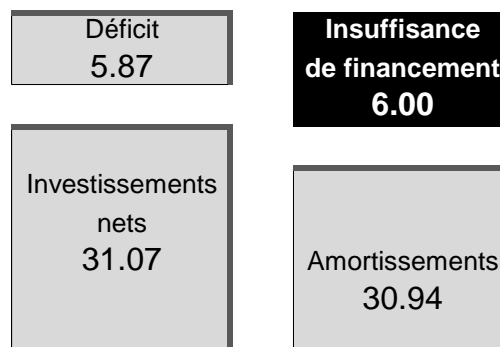 Déficit
5.87
Insuffisance
de financement
6.00
Investissements
nets
31.07
Amortissements
30.94